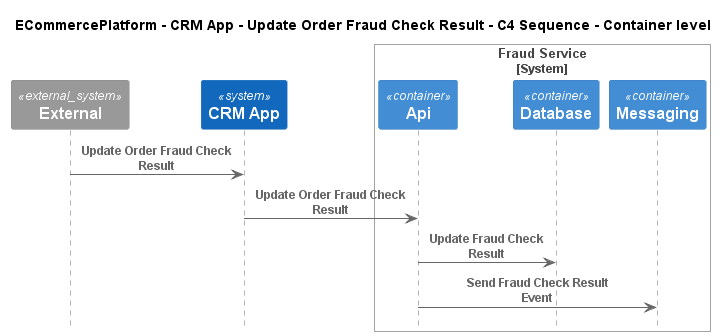 ECommercePlatform - CRM App - Update Order Fraud Check Result - C4 Sequence - Container level
Fraud Service
[System]
«external_system»
External
«system»
CRM App
«container»
Api
«container»
Database
«container»
Messaging
Update Order Fraud Check
Result
Update Order Fraud Check
Result
Update Fraud Check
Result
Send Fraud Check Result
Event